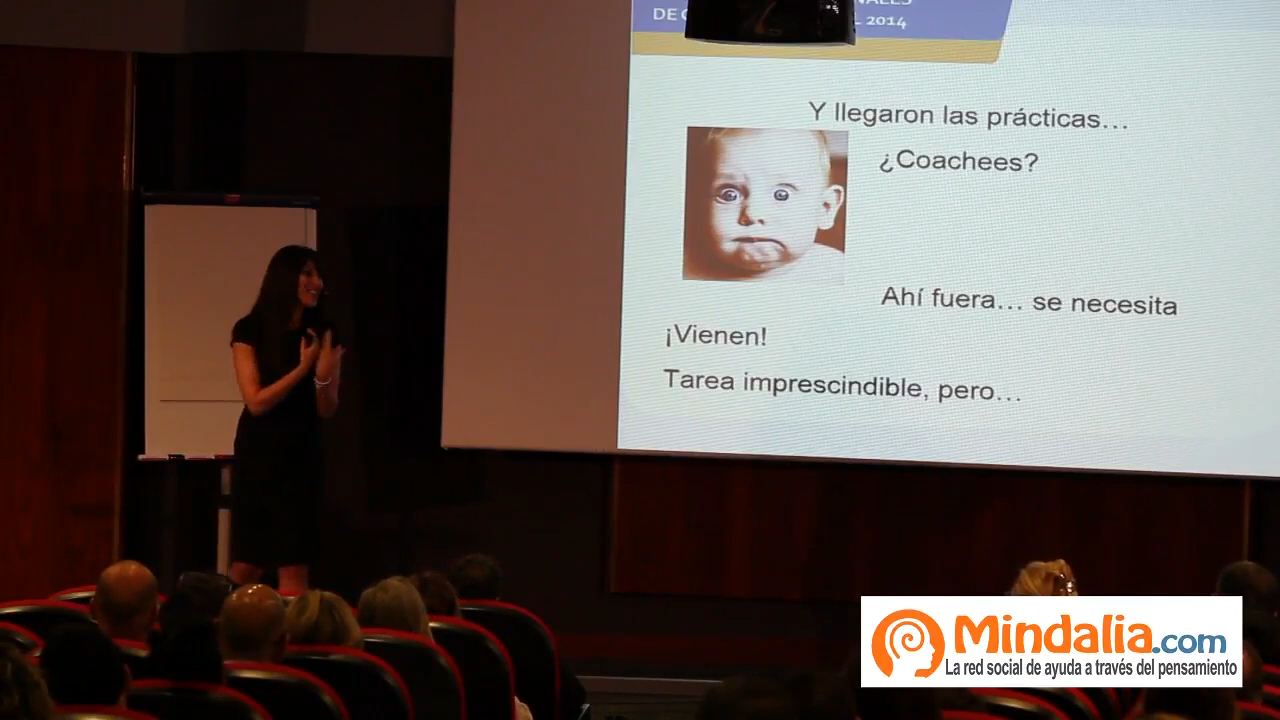 DE
2014
Y llegaron las prácticas…
¿Coachees?
Ahí fuera… se necesita
¡Vienen!
Tarea imprescindible, pero…
Mindalia.com
La red social de ayuda a través del pensamiento